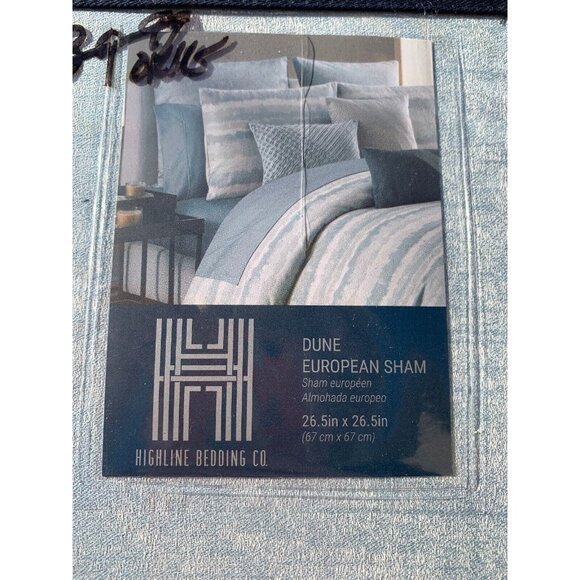 DUNE
EUROPEAN SHAM
Sham européen
Almohada europeo
26.5in x 26.5in
(67 cm x 67 cm)
HIGHLINE BEDDING CO.